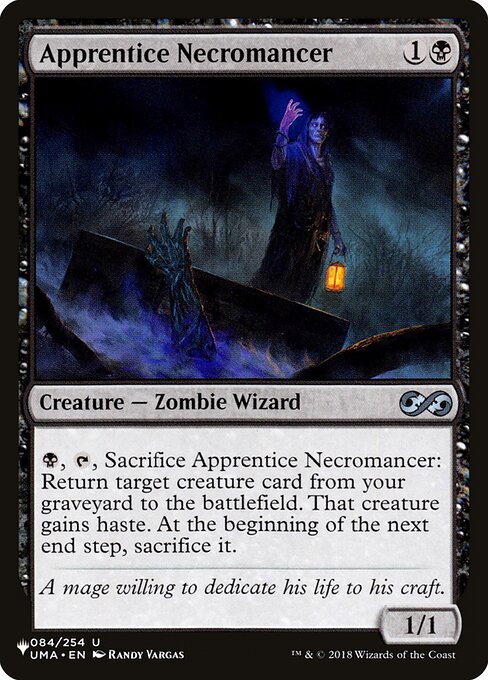 Apprentice Necromancer 1
Creature — Zombie Wizard
, , Sacrifice Apprentice Necromancer:
Return target creature card from your
graveyard to the battlefield. That creature
gains haste. At the beginning of the next
end step, sacrifice it.
A mage willing to dedicate his life to his craft.
1/1
084/254 U
UMA • EN Randy Vargas
™ & © 2018 Wizards of the Coast